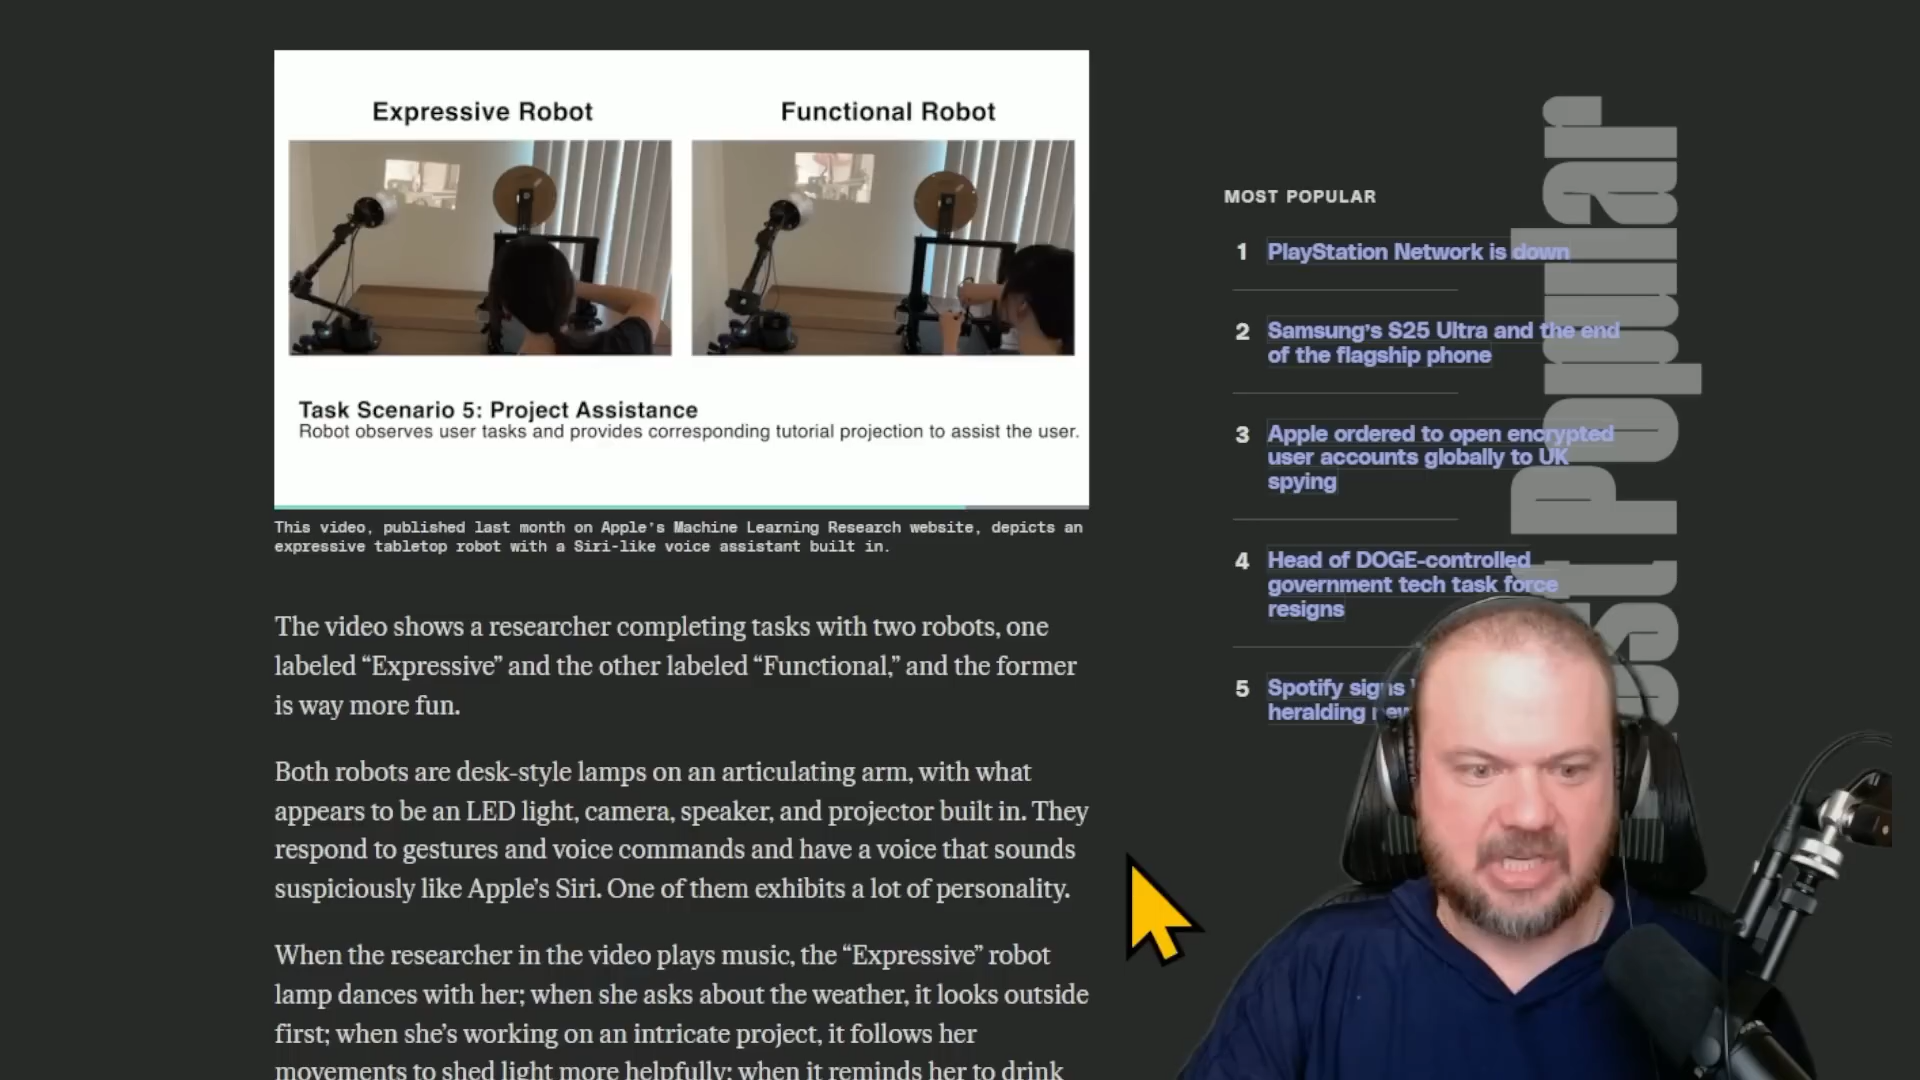 Expressive Robot
Functional Robot
Task Scenario 5: Project Assistance
Robot observes user tasks and provides corresponding tutorial projection to assist the user.
This video, published last month on Apple's Machine Learning Research website, depicts an
expressive tabletop robot with a Siri-like voice assistant built in.
The video shows a researcher completing tasks with two robots, one
labeled “Expressive” and the other labeled “Functional,” and the former
is way more fun.
Both robots are desk-style lamps on an articulating arm, with what
appears to be an LED light, camera, speaker, and projector built in. They
respond to gestures and voice commands and have a voice that sounds
suspiciously like Apple’s Siri. One of them exhibits a lot of personality.
When the researcher in the video plays music, the “Expressive” robot
lamp dances with her; when she asks about the weather, it looks outside
first; when she’s working on an intricate project, it follows her
movements to shed light more helpfully; when it reminds her to drink
MOST POPULAR
1 PlayStation Network is down
2 Samsung’s S25 Ultra and the end
of the flagship phone
3 Apple ordered to open encrypted
user accounts globally to UK
spying
4 Head of DOGE-controlled
government tech task force
resigns
5 Spotify signs
heralding
Popular